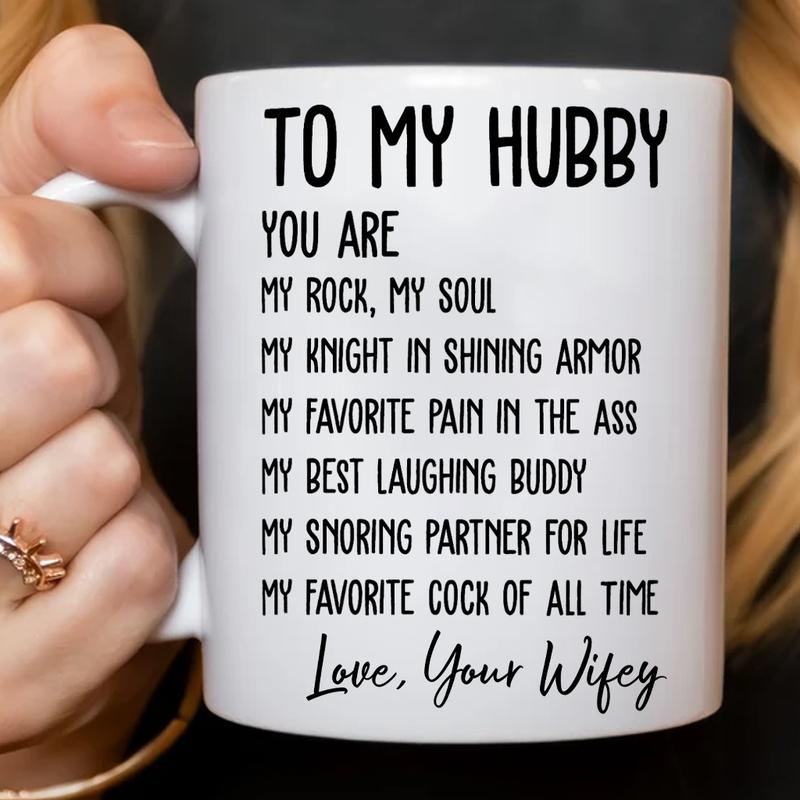 TO MY HUBBY
YOU ARE
MY ROCK, MY SOUL
MY KNIGHT IN SHINING ARMOR
MY FAVORITE PAIN IN THE ASS
MY BEST LAUGHING BUDDY
MY SNORING PARTNER FOR LIFE
MY FAVORITE COCK OF ALL TIME
Love, Your Wifey